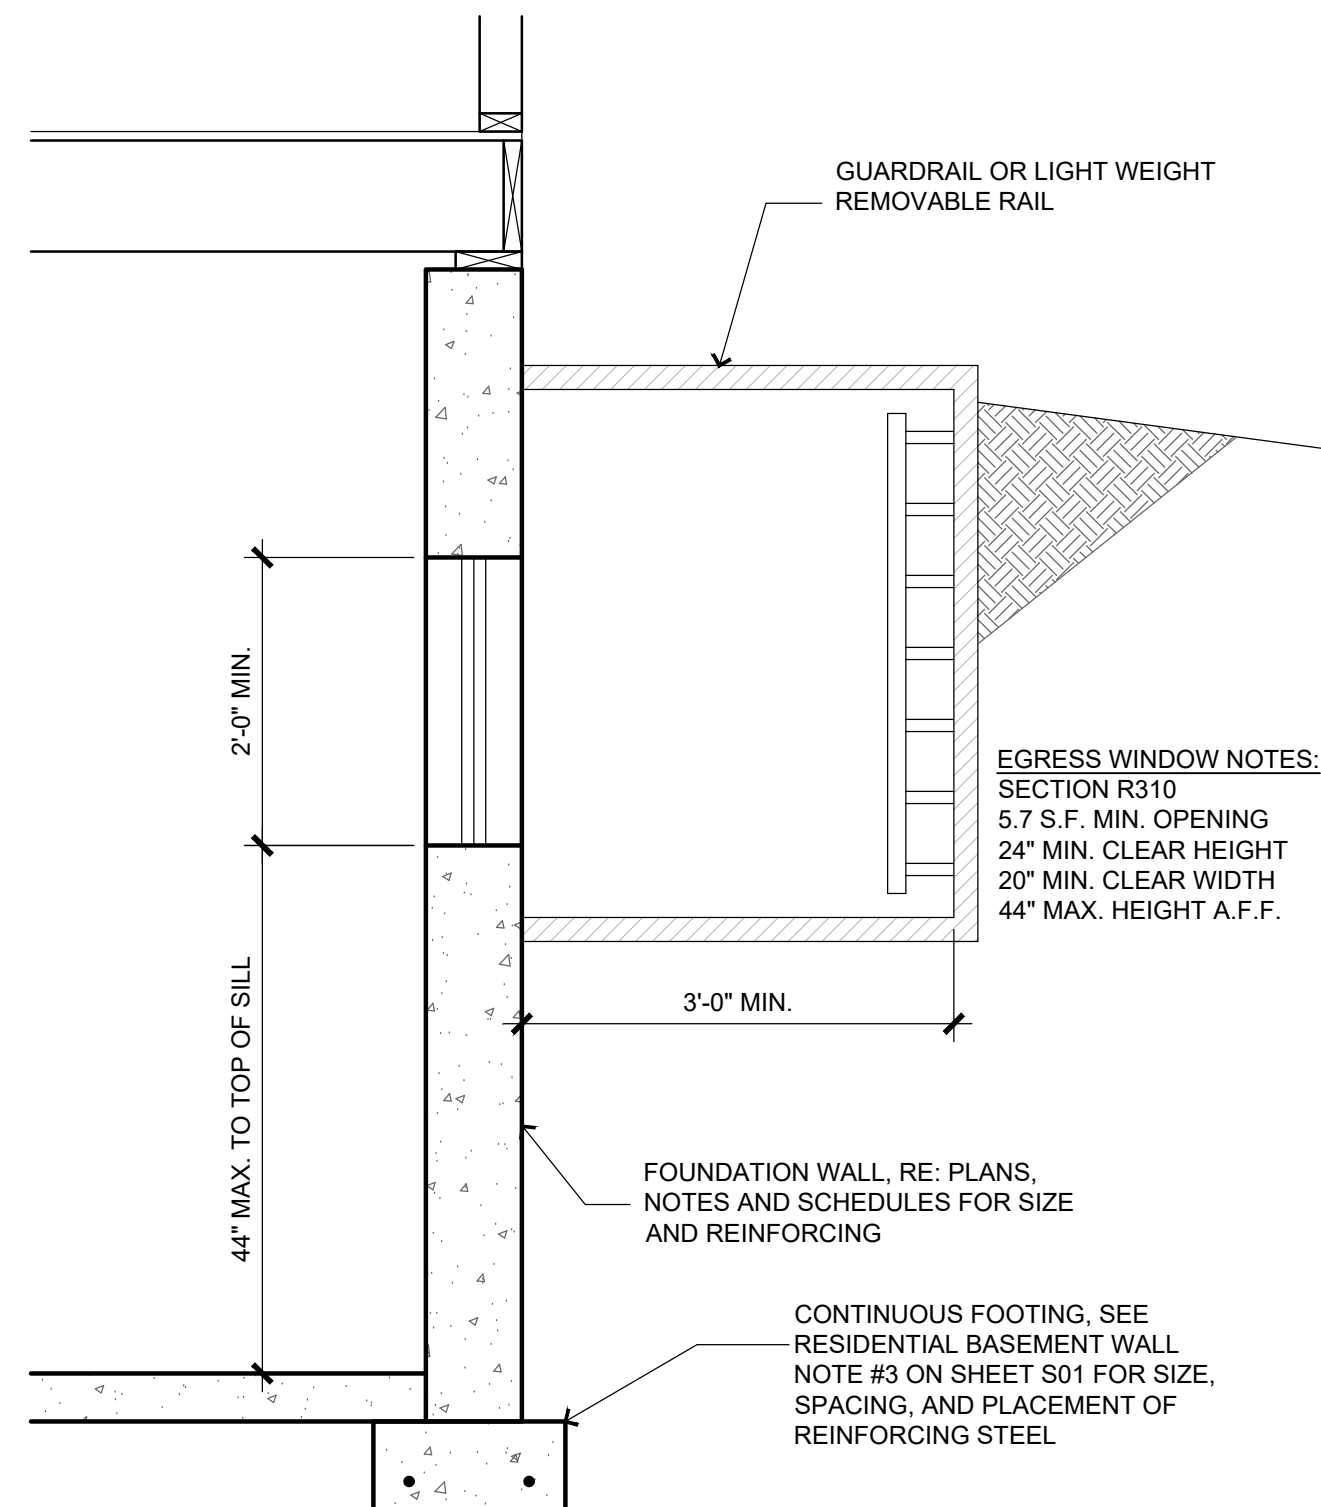 GUARDRAIL OR LIGHT WEIGHT
REMOVABLE RAIL
2'-0" MIN.
EGRESS WINDOW NOTES:
SECTION R310
5.7 S.F. MIN. OPENING
24" MIN. CLEAR HEIGHT
20" MIN. CLEAR WIDTH
44" MAX. HEIGHT A.F.F.
44" MAX. TO TOP OF SILL
3'-0" MIN.
FOUNDATION WALL, RE: PLANS,
NOTES AND SCHEDULES FOR SIZE
AND REINFORCING
CONTINUOUS FOOTING, SEE
RESIDENTIAL BASEMENT WALL
NOTE #3 ON SHEET S01 FOR SIZE,
SPACING, AND PLACEMENT OF
REINFORCING STEEL